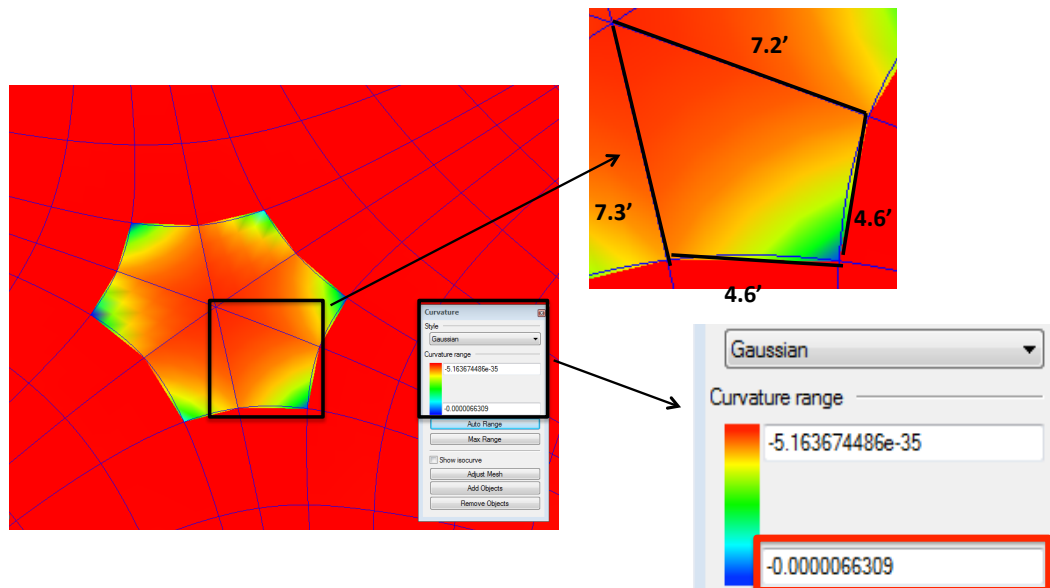 7.2’
7.3’
4.6’
4.6’
Curvature
Style
Gaussian
Curvature range
-5.163674486e-35
-0.0000066309
Auto Range
Max Range
Show isocurve
Adjust Mesh
Add Objects
Remove Objects
Gaussian
Curvature range
-5.163674486e-35
-0.0000066309